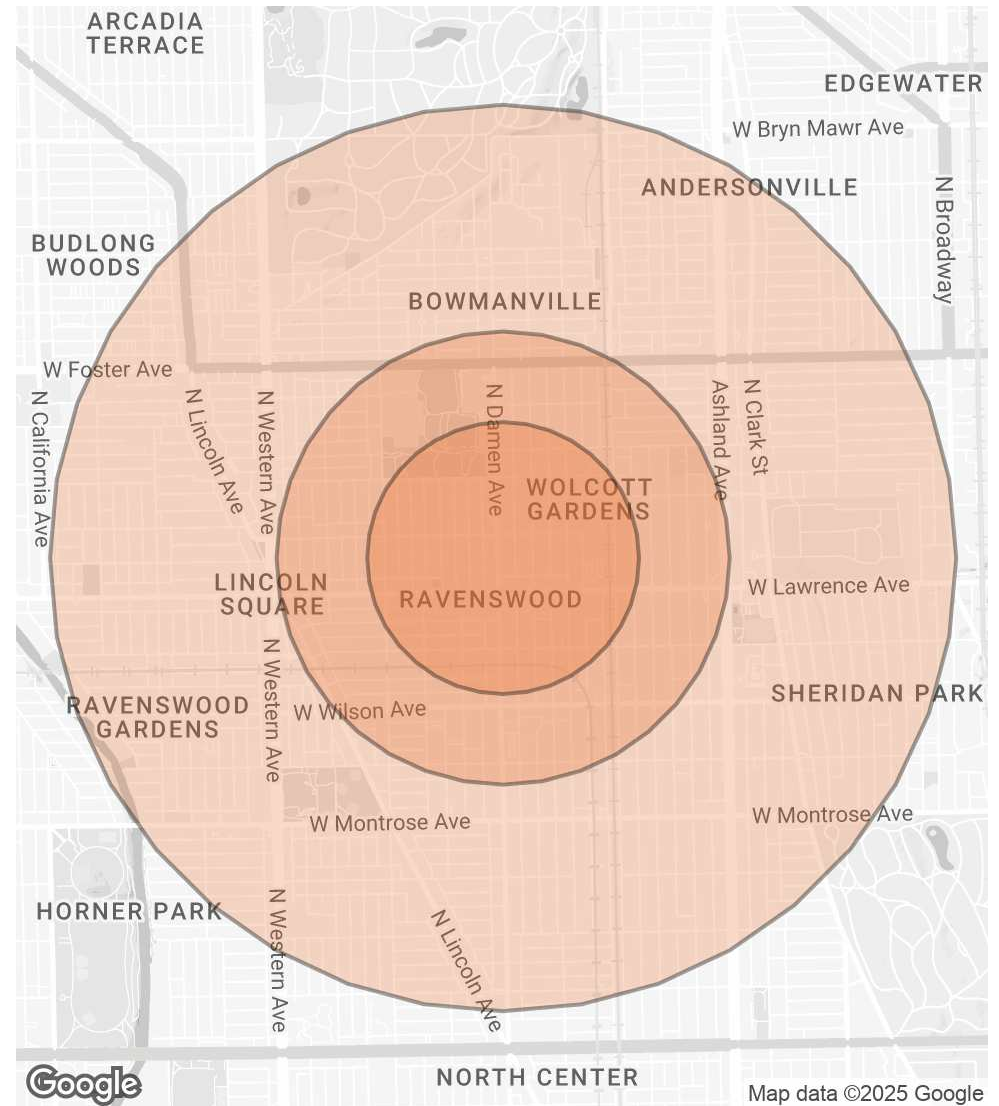 ARCADIA
TERRACE
EDGEWATER
W Bryn Mawr Ave
ANDERSONVILLE
N Broadway
BUDLONG
WOODS
BOWMANVILLE
W Foster Ave
N California Ave
N Lincoln Ave
N Western Ave
N Damen Ave
Ashland Ave
N Clark St
WOLCOTT
GARDENS
LINCOLN
SQUARE
RAVENSWOOD
W Lawrence Ave
N Western Ave
RAVENSWOOD
GARDENS
W Wilson Ave
SHERIDAN PARK
W Montrose Ave
W Montrose Ave
HORNER PARK
N Western Ave
N Lincoln Ave
NORTH CENTER
Google
Map data ©2025 Google